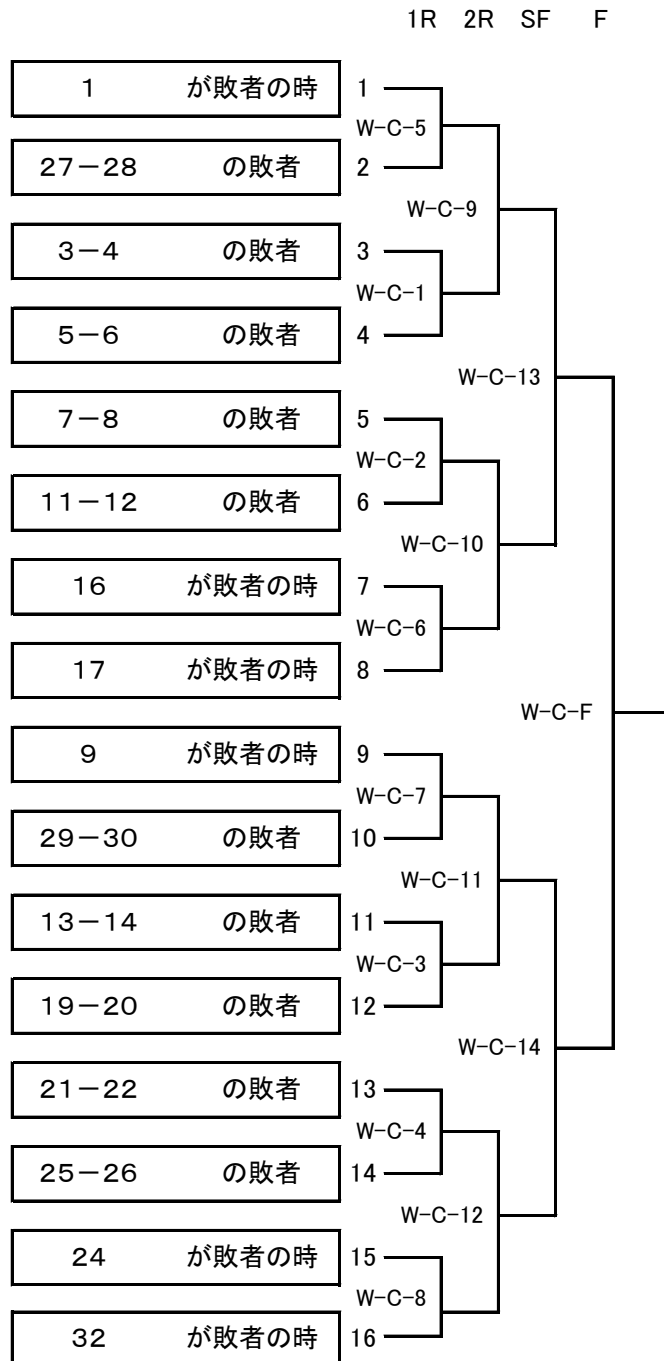 1R 2R SF F
1 が敗者の時 1
W-C-5
27－28 の敗者 2
W-C-9
3－4 の敗者 3
W-C-1
5－6 の敗者 4
W-C-13
7－8 の敗者 5
W-C-2
11－12 の敗者 6
W-C-10
16 が敗者の時 7
W-C-6
17 が敗者の時 8
W-C-F
9 が敗者の時 9
W-C-7
29－30 の敗者 10
W-C-11
13－14 の敗者 11
W-C-3
19－20 の敗者 12
W-C-14
21－22 の敗者 13
W-C-4
25－26 の敗者 14
W-C-12
24 が敗者の時 15
W-C-8
32 が敗者の時 16